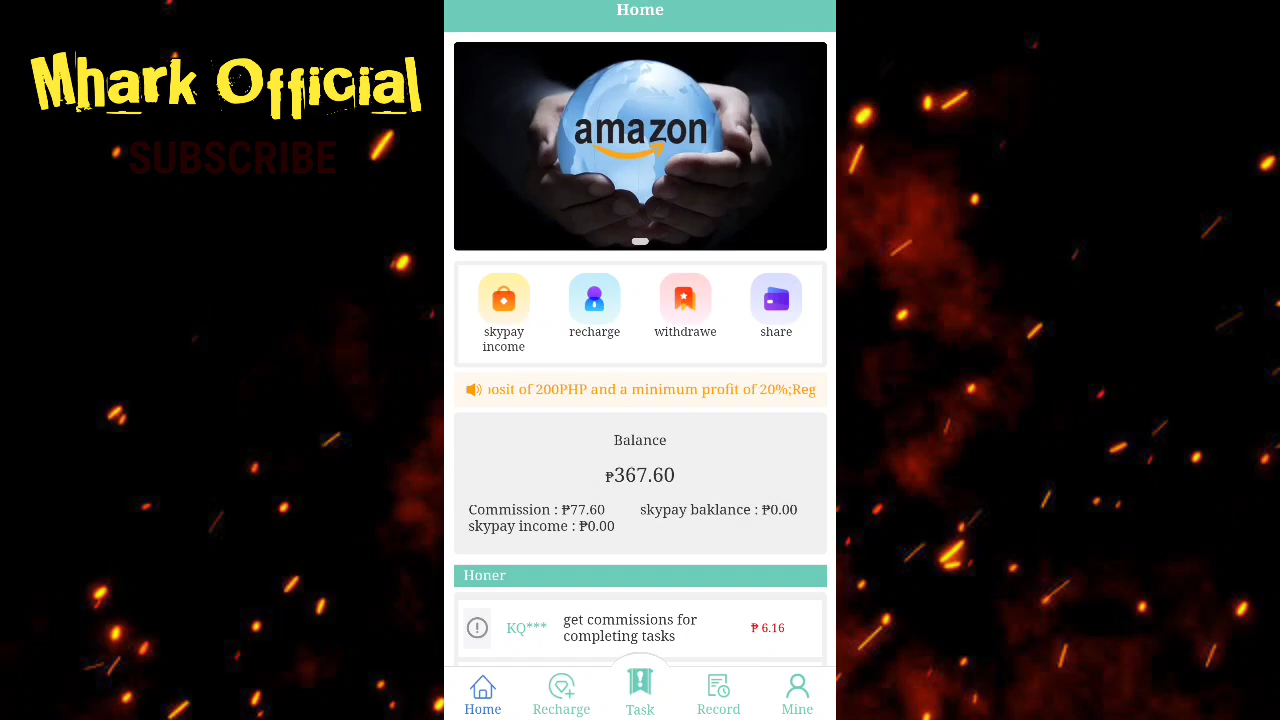 Mhark Official
SUBSCRIBE
Home
amazon
skypay
income
recharge
withdrawe
share
osit of 200PHP and a minimum profit of 20%;Reg
Balance
₱367.60
Commission : ₱77.60
skypay baklance : ₱0.00
skypay income : ₱0.00
Honer
KQ***
get commissions for
completing tasks
₱ 6.16
Home
Recharge
Task
Record
Mine